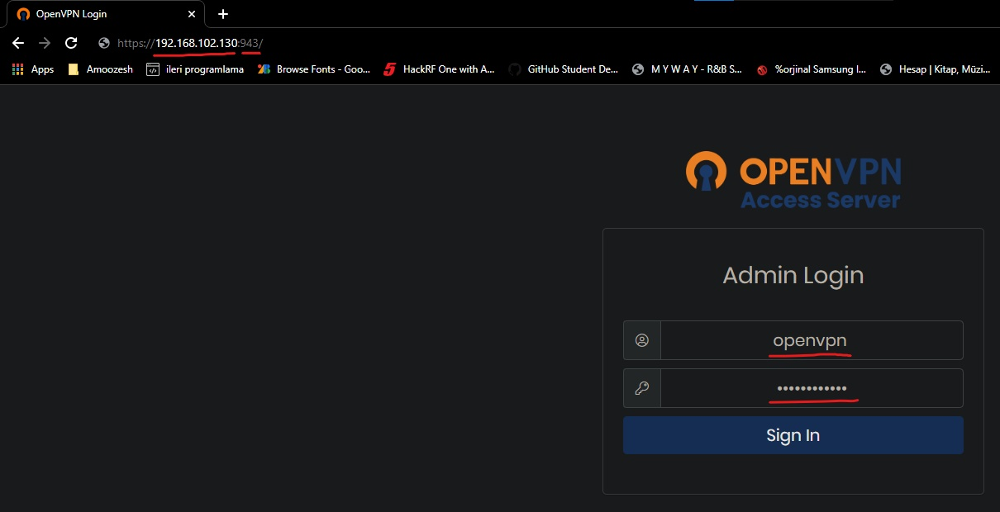 OpenVPN Login
https://192.168.102.130:943/
Apps Amoozesh ileri programlama Browse Fonts - Goo... HackRF One with A... GitHub Student De... M Y W A Y - R&B S... %orjinal Samsung I... Hesap | Kitap, Müzi...
OPENVPN
Access Server
Admin Login
openvpn
••••••••••••
Sign In